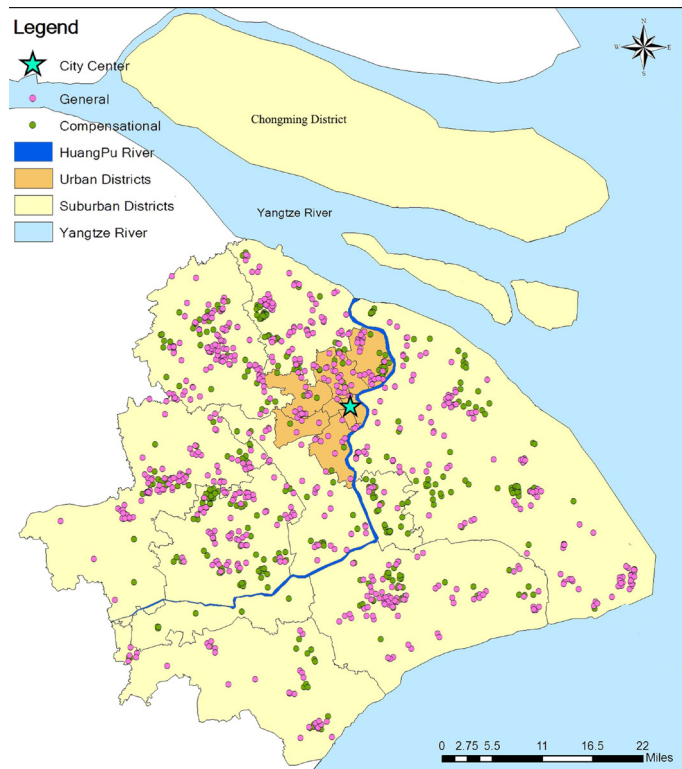 Legend
City Center
General
Compensational
HuangPu River
Urban Districts
Suburban Districts
Yangtze River
N
W
E
S
Chongming District
Yangtze River
0 2.75 5.5 11 16.5 22
Miles